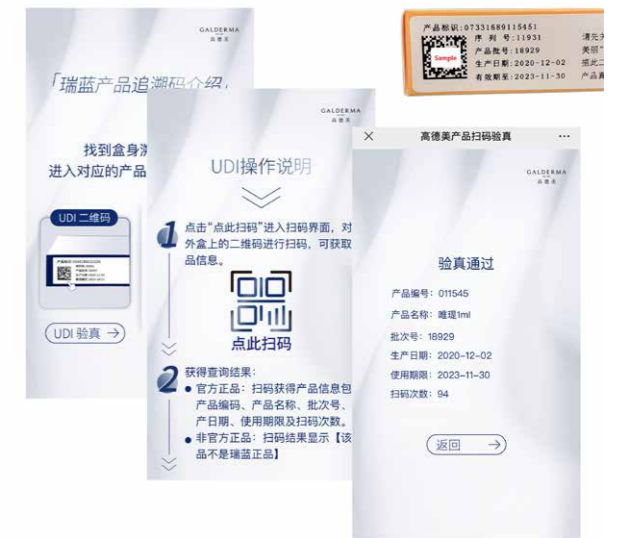 GALDERMA
高德美
「瑞蓝产品追溯码介绍」
找到盒身
进入对应的产品
UDI二维码
UDI 验真
GALDERMA
高德美
UDI操作说明
1 点击“点此扫码”进入扫码界面，对
外盒上的二维码进行扫码，可获取
品信息。
点此扫码
2 获得查询结果：
● 官方正品：扫码获得产品信息包
产品编码、产品名称、批次号、
产日期、使用期限及扫码次数。
● 非官方正品：扫码结果显示【该
品不是瑞蓝正品】
产品标识:07331689115451
Sample
序 列 号:11931
产品批号:18929
生产日期:2020-12-02
有效期至:2023-11-30
请先
美丽"
产品真
高德美产品扫码验真
GALDERMA
高德美
验真通过
产品编号：011545
产品名称：唯瑅1ml
批次号：18929
生产日期：2020-12-02
使用期限：2023-11-30
扫码次数：94
返回